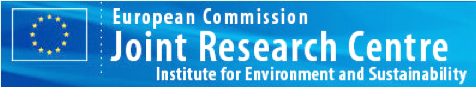 European Commission
Joint Research Centre
Institute for Environment and Sustainability